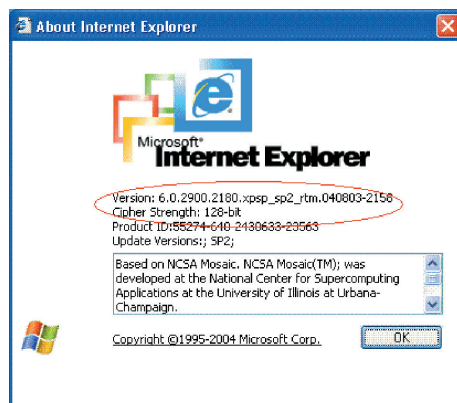 About Internet Explorer
Microsoft®
Internet Explorer
Version: 6.0.2900.2180.xpsp_sp2_rtm.040803-2158
Cipher Strength: 128-bit
Product ID:55274-640-2430633-23563
Update Versions:; SP2;
Based on NCSA Mosaic. NCSA Mosaic(TM); was
developed at the National Center for Supercomputing
Applications at the University of Illinois at Urbana-
Champaign.
Copyright ©1995-2004 Microsoft Corp.
OK